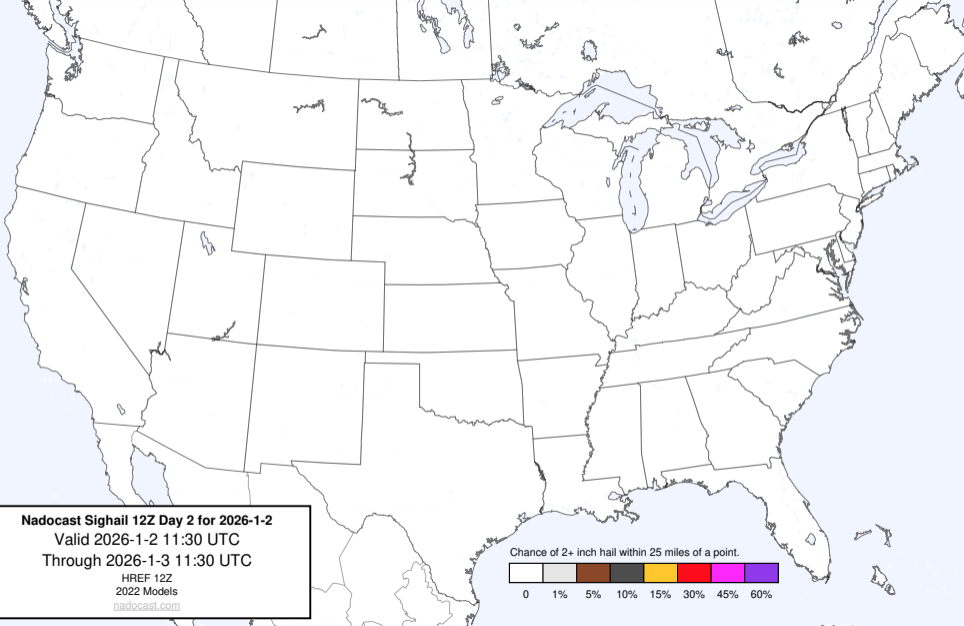 Nadocast Sighail 12Z Day 2 for 2026-1-2
Valid 2026-1-2 11:30 UTC
Through 2026-1-3 11:30 UTC
HREF 12Z
2022 Models
nadocast.com
Chance of 2+ inch hail within 25 miles of a point.
0 1% 5% 10% 15% 30% 45% 60%